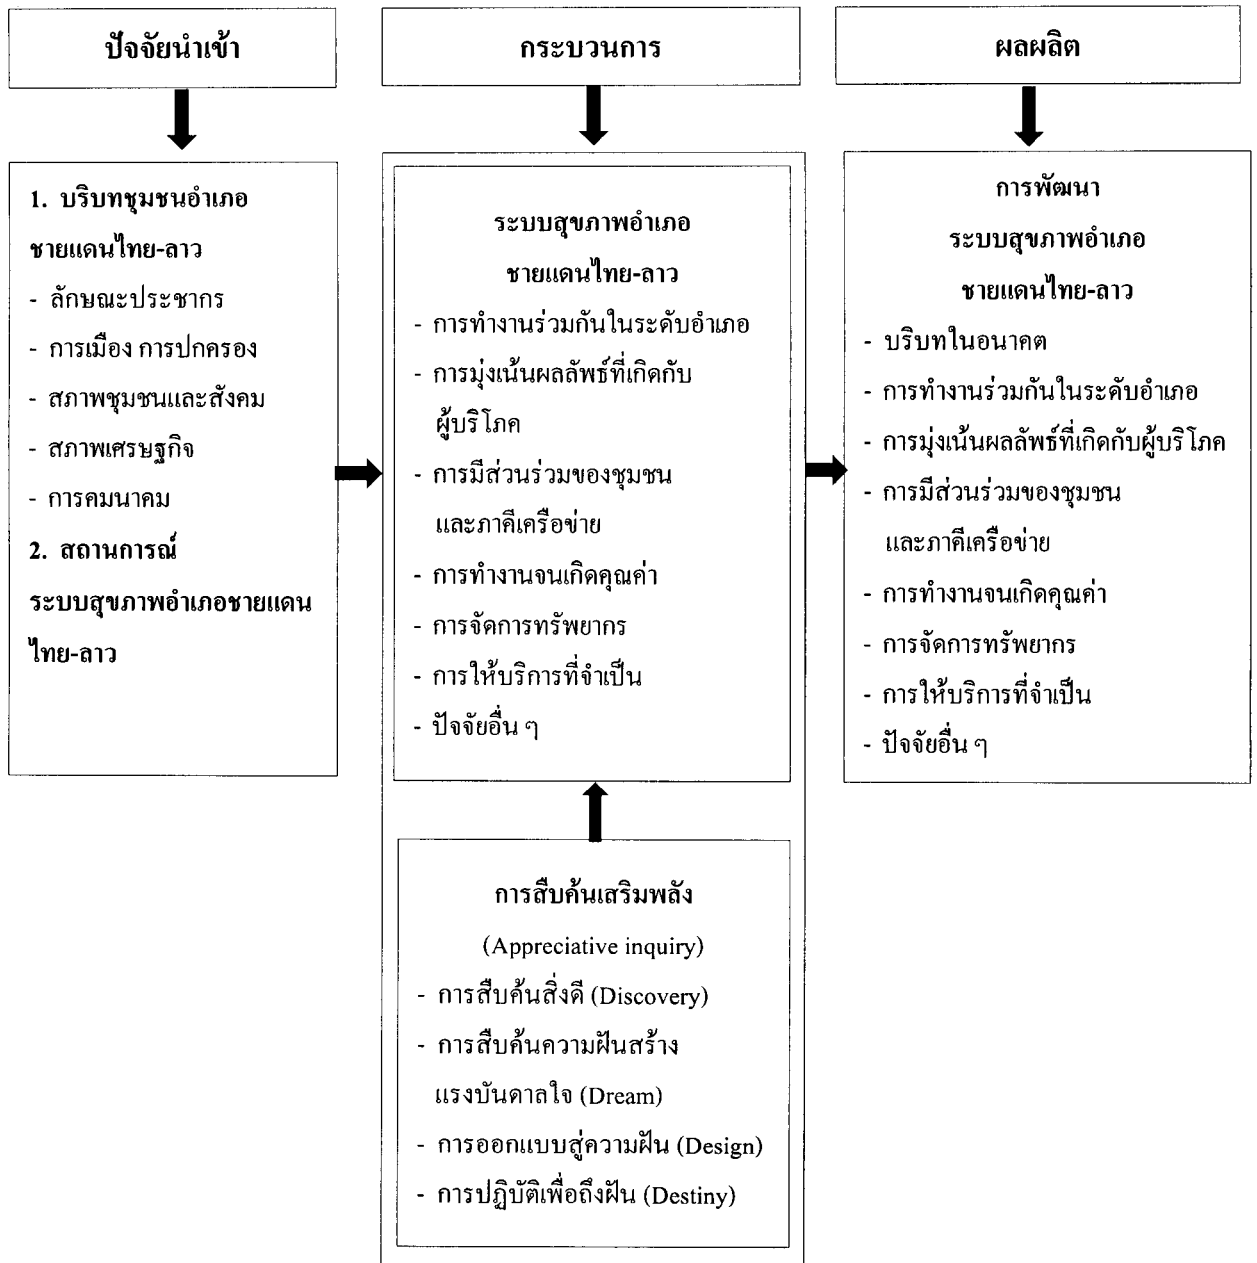 ปัจจัยนำเข้า
กระบวนการ
ผลผลิต
1. บริบทชุมชนอำเภอ
ชายแดนไทย-ลาว
- ลักษณะประชากร
- การเมือง การปกครอง
- สภาพชุมชนและสังคม
- สภาพเศรษฐกิจ
- การคมนาคม
2. สถานการณ์
ระบบสุขภาพอำเภอชายแดน
ไทย-ลาว
ระบบสุขภาพอำเภอ
ชายแดนไทย-ลาว
- การทำงานร่วมกันในระดับอำเภอ
- การมุ่งเน้นผลลัพธ์ที่เกิดกับ
ผู้บริโภค
- การมีส่วนร่วมของชุมชน
และภาคีเครือข่าย
- การทำงานจนเกิดคุณค่า
- การจัดการทรัพยากร
- การให้บริการที่จำเป็น
- ปัจจัยอื่น ๆ
การสืบค้นเสริมพลัง
(Appreciative inquiry)
- การสืบค้นสิ่งดี (Discovery)
- การสืบค้นความฝันสร้าง
แรงบันดาลใจ (Dream)
- การออกแบบสู่ความฝัน (Design)
- การปฏิบัติเพื่อถึงฝัน (Destiny)
การพัฒนา
ระบบสุขภาพอำเภอ
ชายแดนไทย-ลาว
- บริบทในอนาคต
- การทำงานร่วมกันในระดับอำเภอ
- การมุ่งเน้นผลลัพธ์ที่เกิดกับผู้บริโภค
- การมีส่วนร่วมของชุมชน
และภาคีเครือข่าย
- การทำงานจนเกิดคุณค่า
- การจัดการทรัพยากร
- การให้บริการที่จำเป็น
- ปัจจัยอื่น ๆ